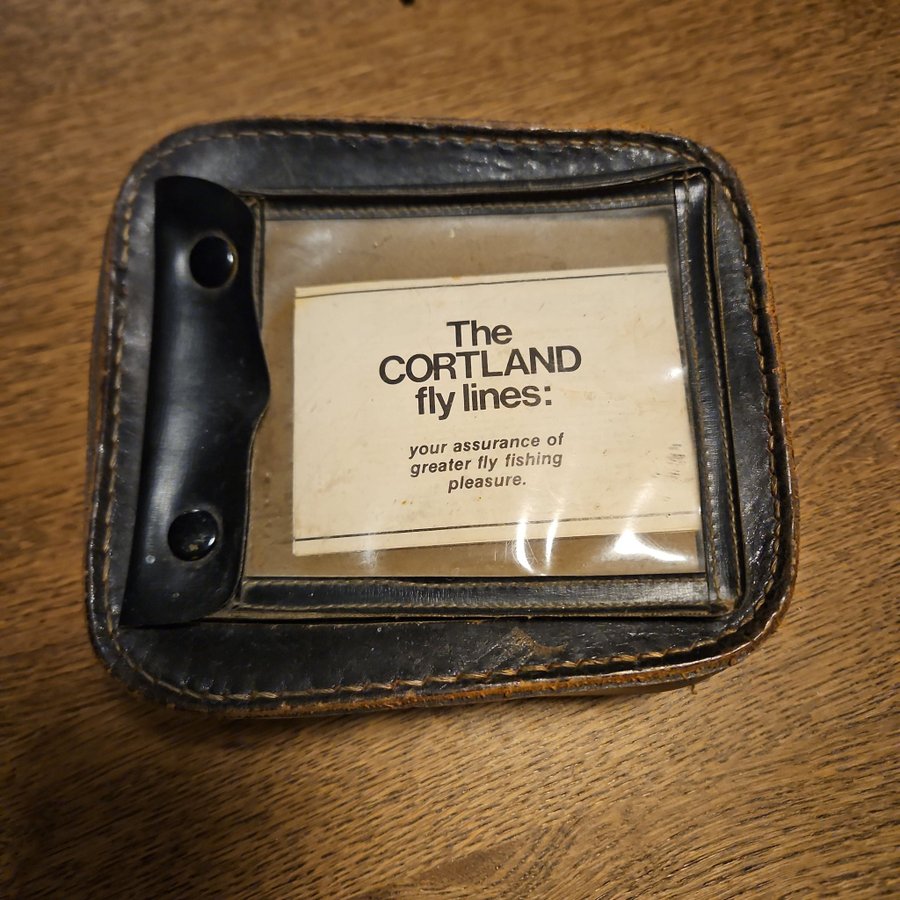 The
CORTLAND
fly lines:
your assurance of
greater fly fishing
pleasure.